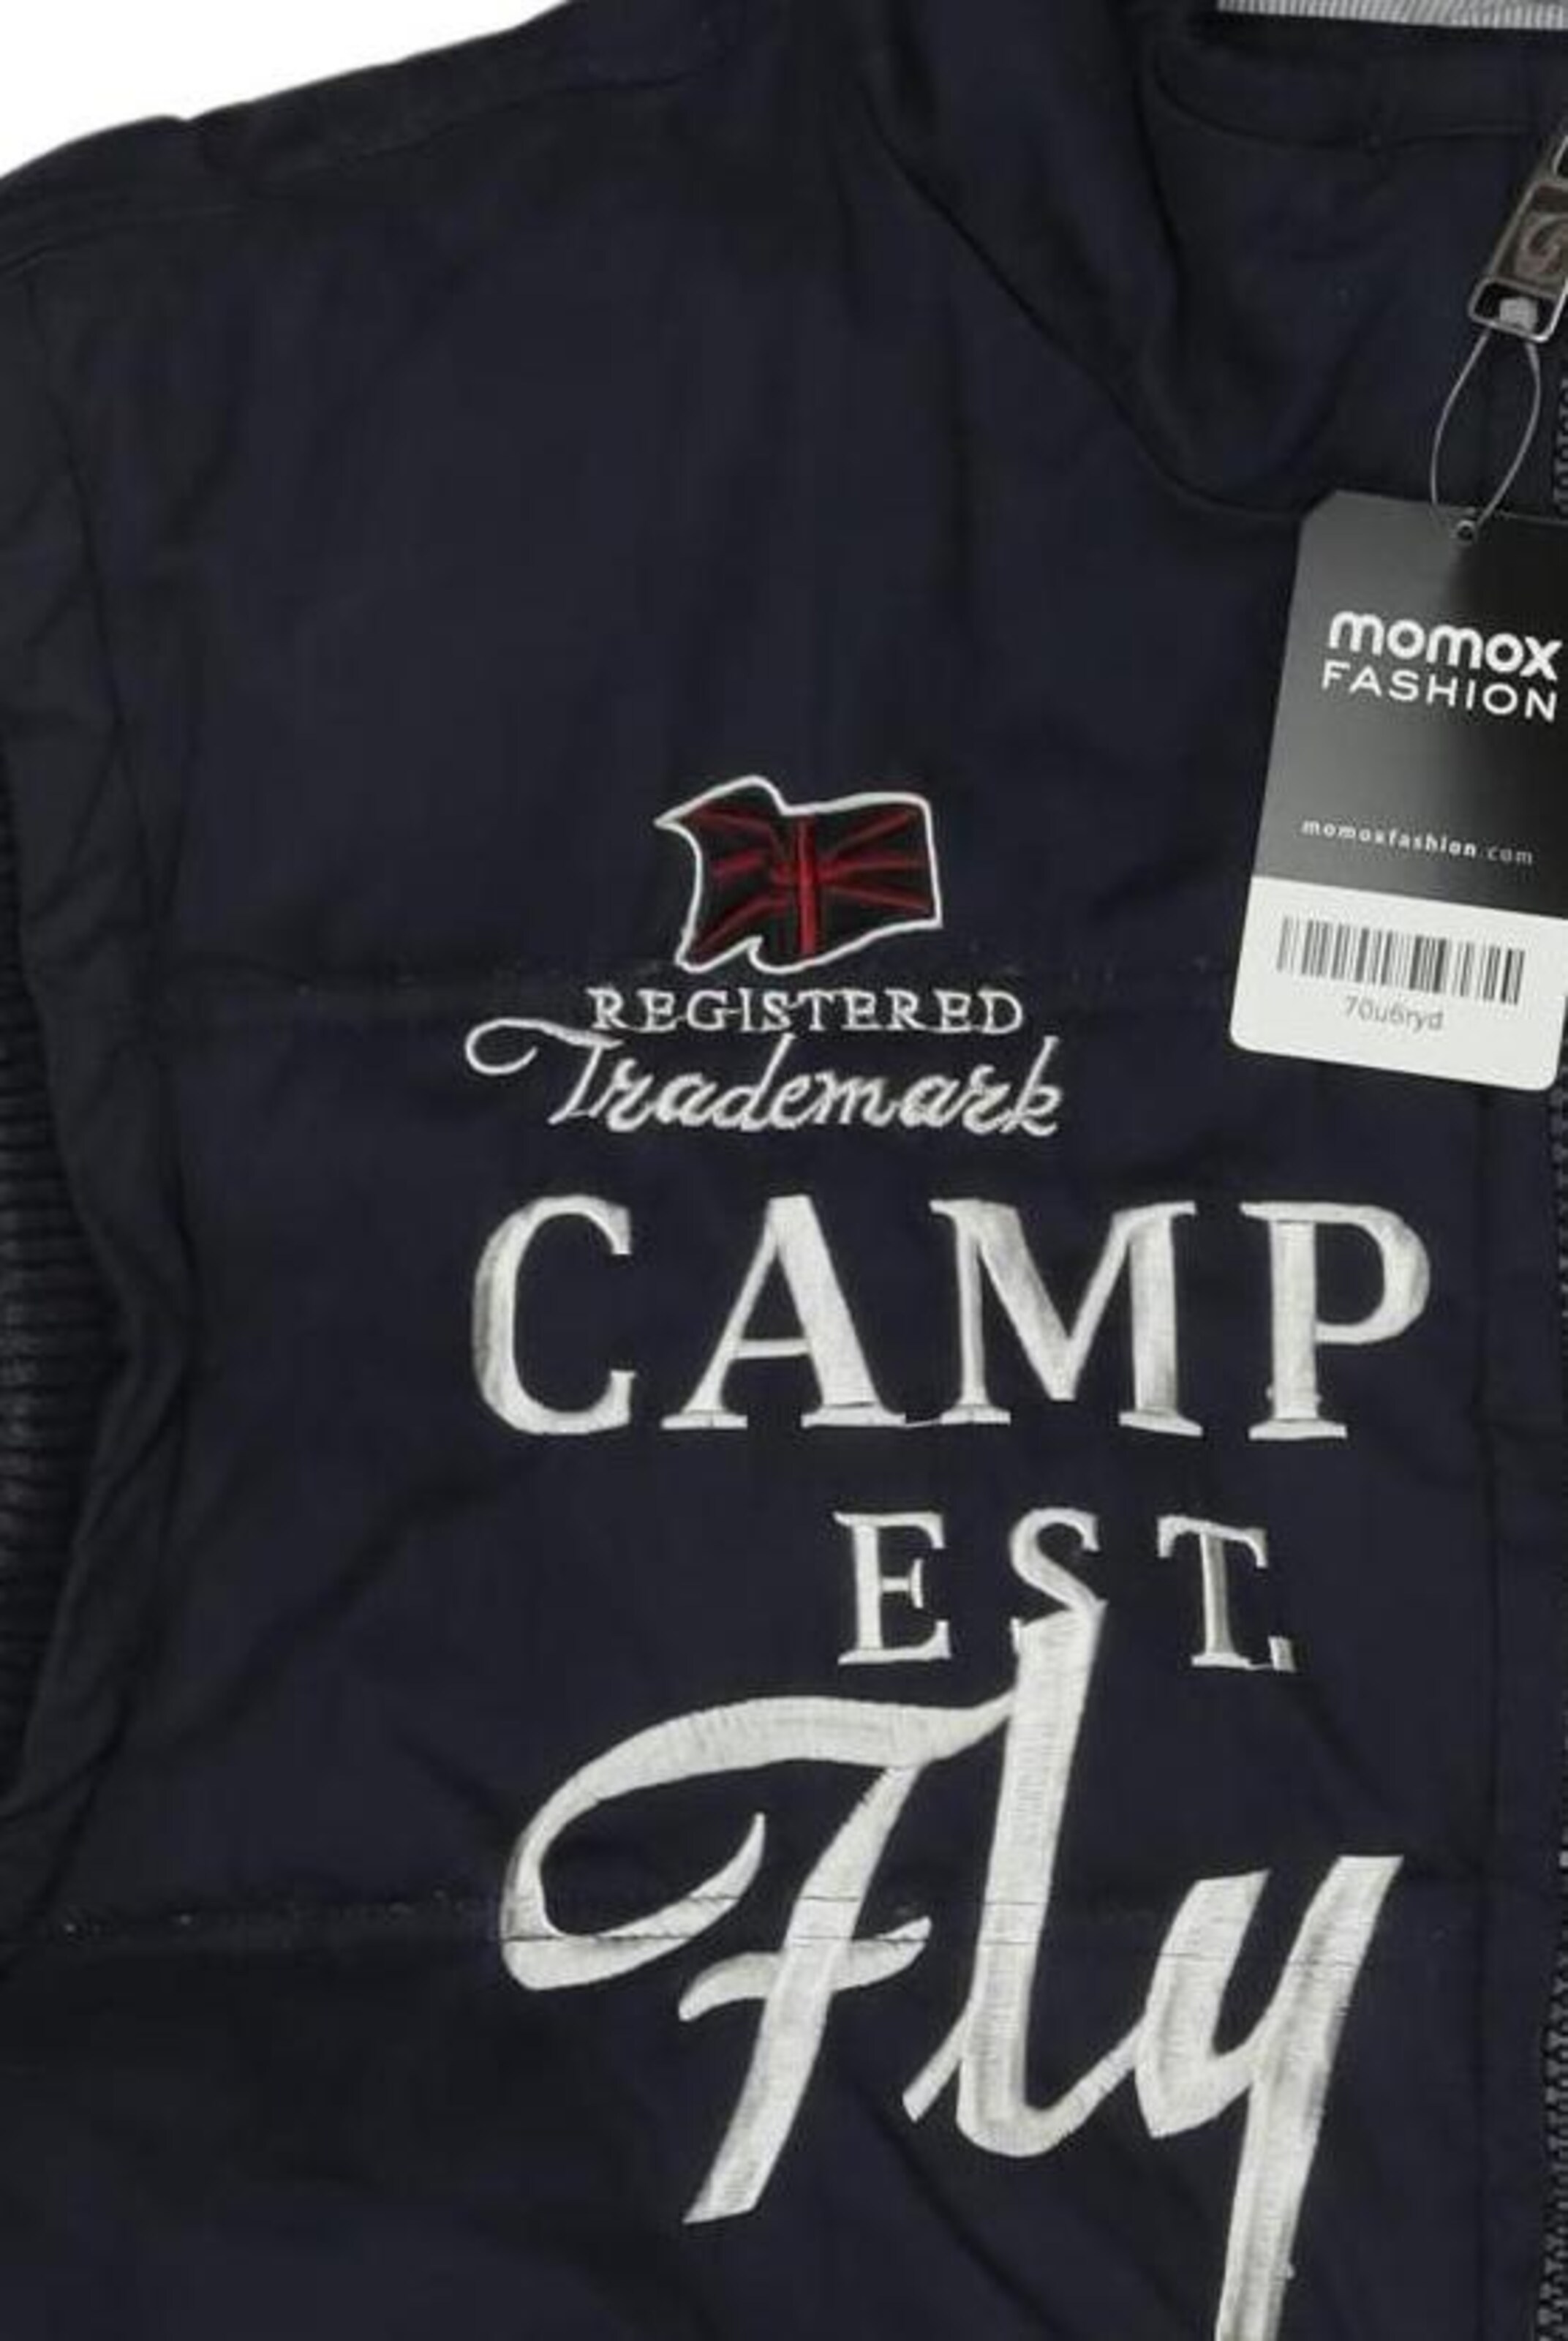 momox
FASHION
momoxfashion.com
70u6ryd
REGISTERED
Trademark
CAMP
EST.
Fly